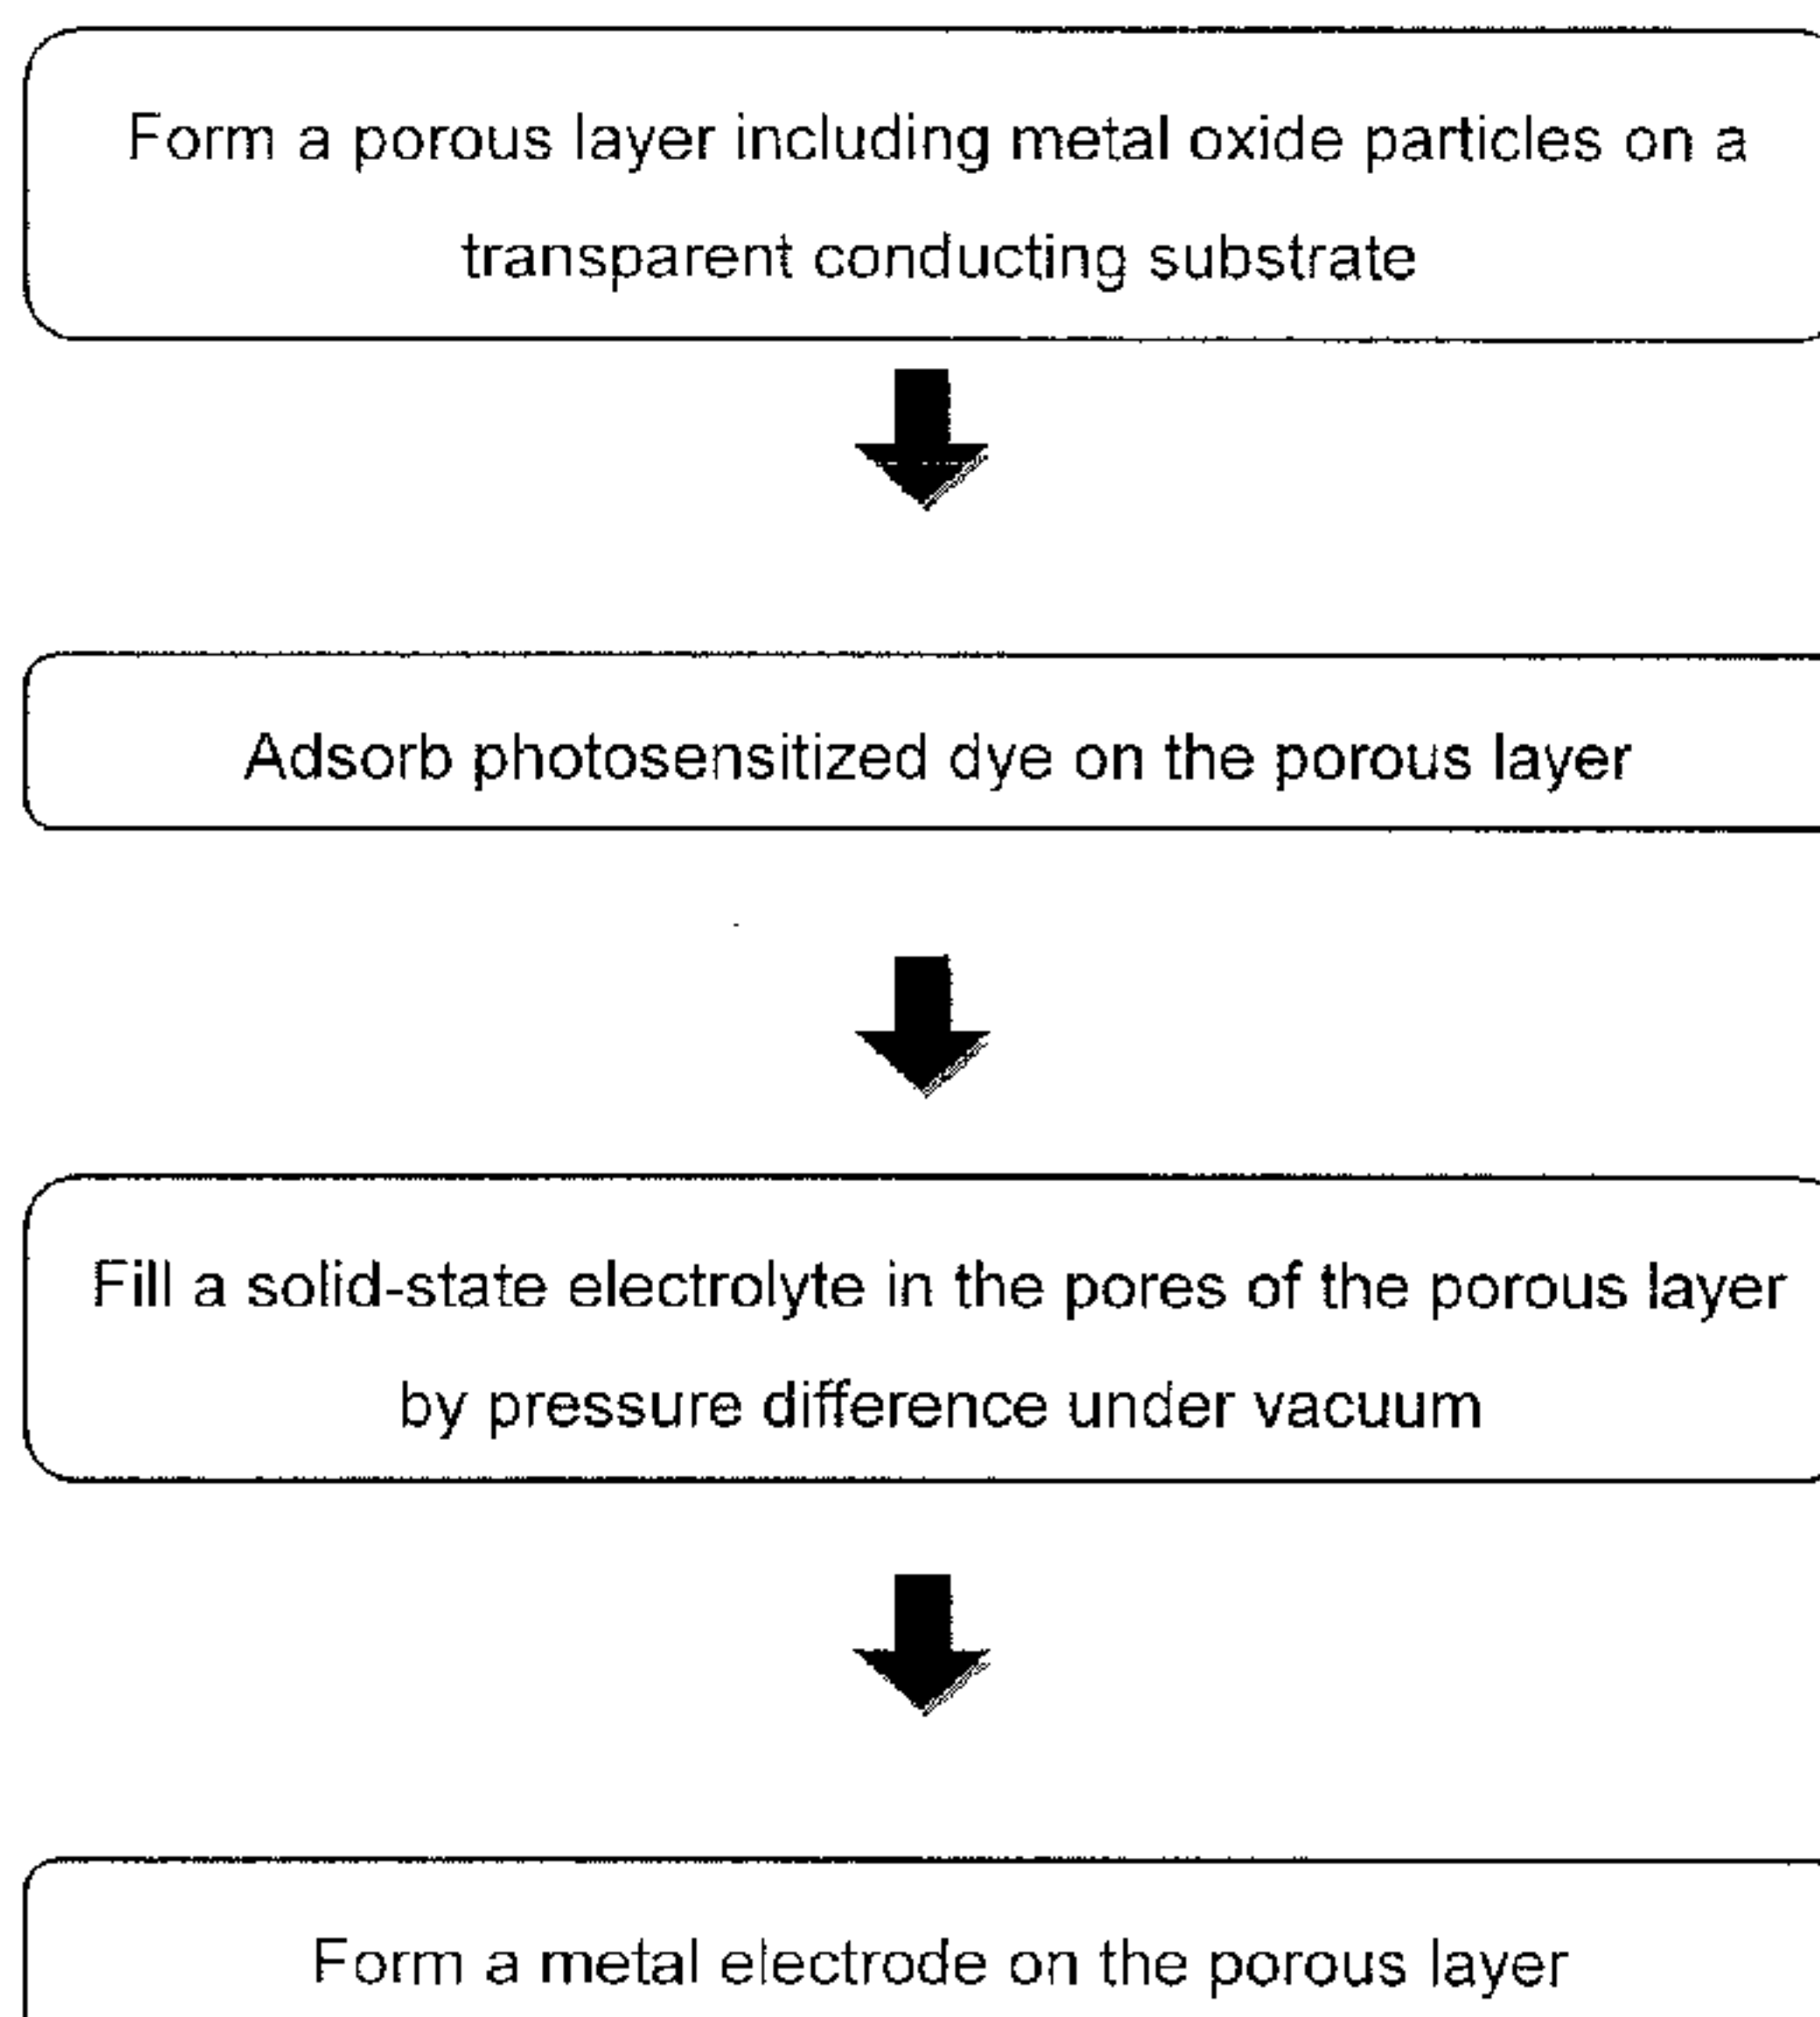 Form a porous layer including metal oxide particles on a
transparent conducting substrate
Adsorb photosensitized dye on the porous layer
Fill a solid-state electrolyte in the pores of the porous layer
by pressure difference under vacuum
Form a metal electrode on the porous layer